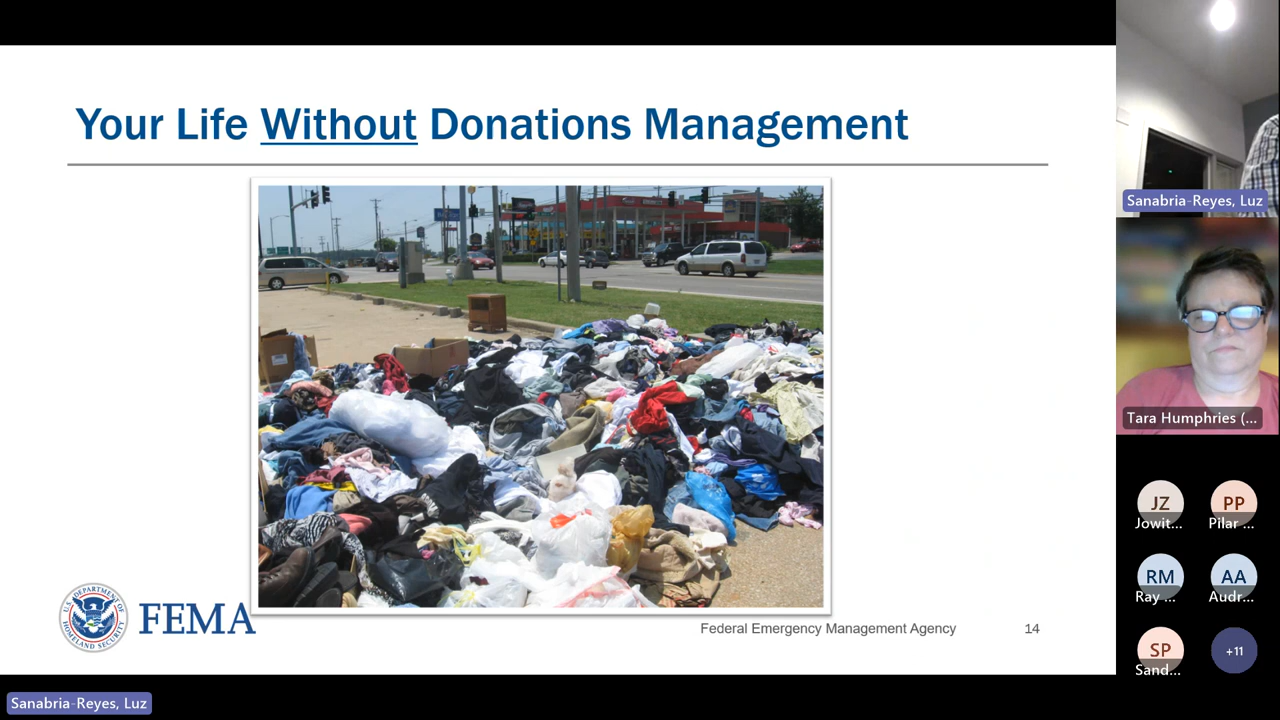 Your Life Without Donations Management
FEMA
Federal Emergency Management Agency
14
Sanabria-Reyes, Luz
Sanabria-Reyes, Luz
Tara Humphries (...
JZ
Jowit...
PP
Pilar ...
RM
Ray ...
AA
Audr...
SP
Sand...
+11